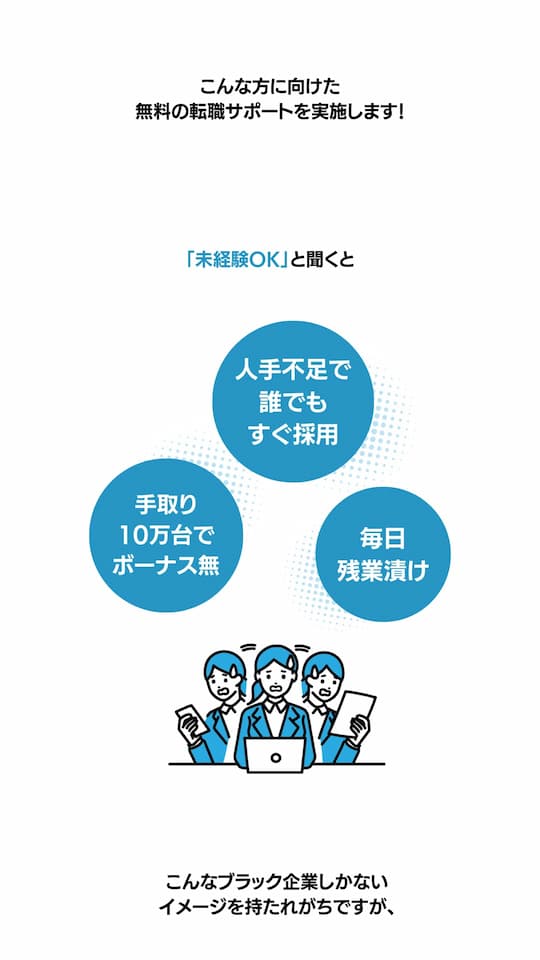 こんな方に向けた
無料の転職サポートを実施します!
「未経験OK」と聞くと
人手不足で
誰でも
すぐ採用
手取り
10万台で
ボーナス無
毎日
残業漬け
こんなブラック企業しかない
イメージを持たれがちですが、